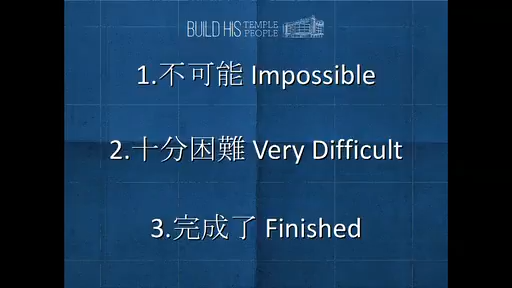 BUILD HIS TEMPLE PEOPLE
1.不可能 Impossible
2.十分困難 Very Difficult
3.完成了 Finished